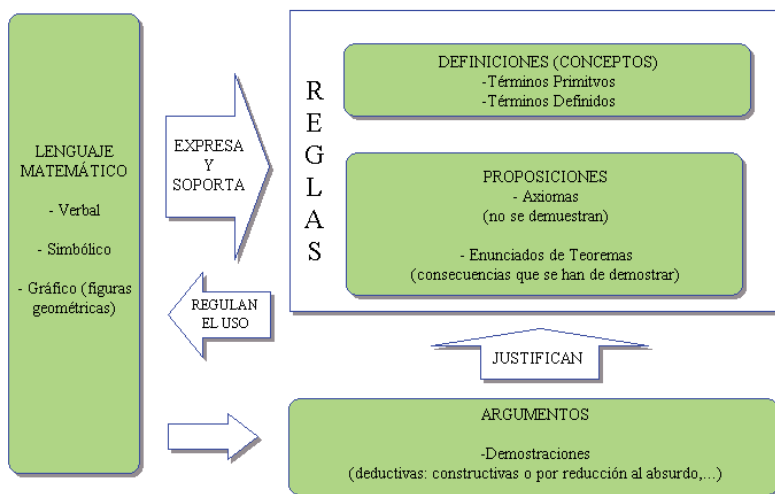 LENGUAJE
MATEMÁTICO
- Verbal
- Simbólico
- Gráfico (figuras
geométricas)
EXPRESA
Y
SOPORTA
REGULAN
EL USO
REGLAS
DEFINICIONES (CONCEPTOS)
-Términos Primitvos
-Términos Definidos
PROPOSICIONES
- Axiomas
(no se demuestran)
- Enunciados de Teoremas
(consecuencias que se han de demostrar)
JUSTIFICAN
ARGUMENTOS
-Demostraciones
(deductivas: constructivas o por reducción al absurdo,...)